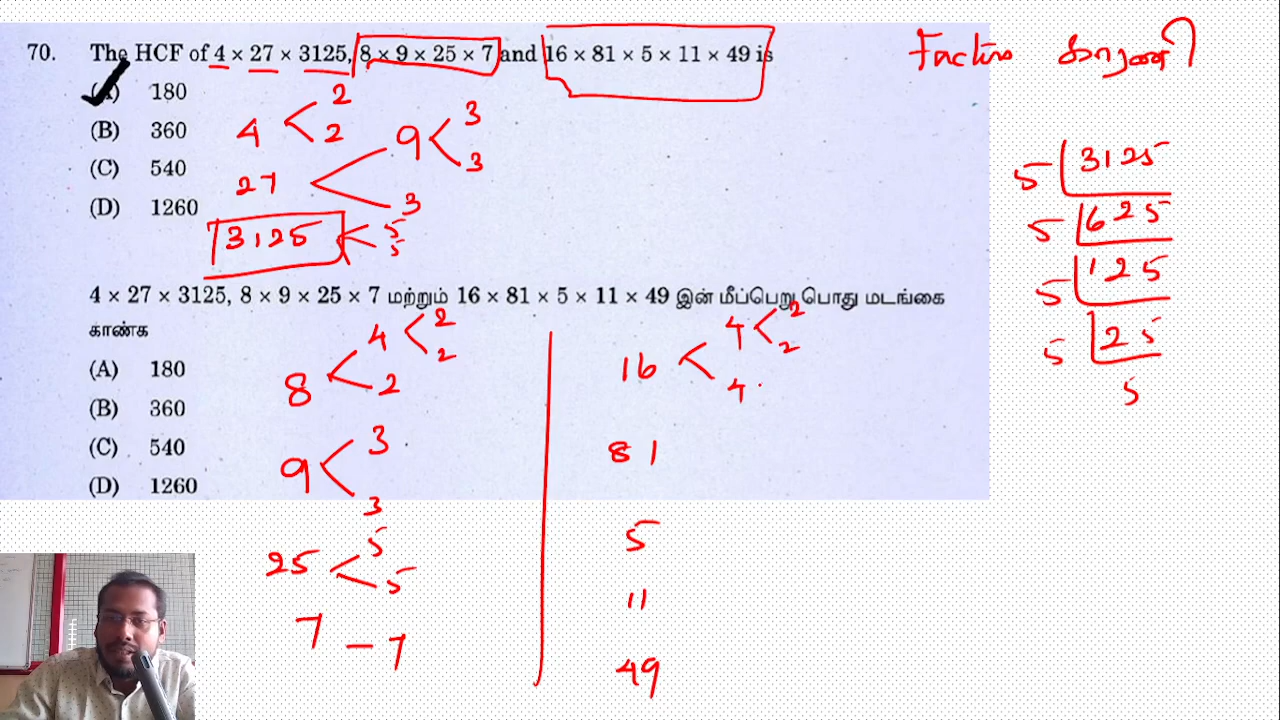 70. The HCF of 4 × 27 × 3125, 8 × 9 × 25 × 7 and 16 × 81 × 5 × 11 × 49 is
180
(B) 360
(C) 540
(D) 1260
4 2 2
27 9 3 3 3
3125 5 5
4 × 27 × 3125, 8 × 9 × 25 × 7 மற்றும் 16 × 81 × 5 × 11 × 49 இன் மீப்பெறு பொது மடங்கை
காண்க
(A) 180
(B) 360
(C) 540
(D) 1260
8 4 2 2 2
9 3 3
25 5 5
7 – 7
16 4 2 2 4
81
5
11
49
5 3125
5 625
5 125
5 25
5